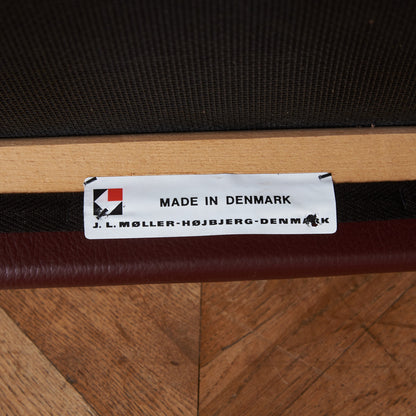 MADE IN DENMARK
J. L. MØLLER-HØJBJERG-DENMARK